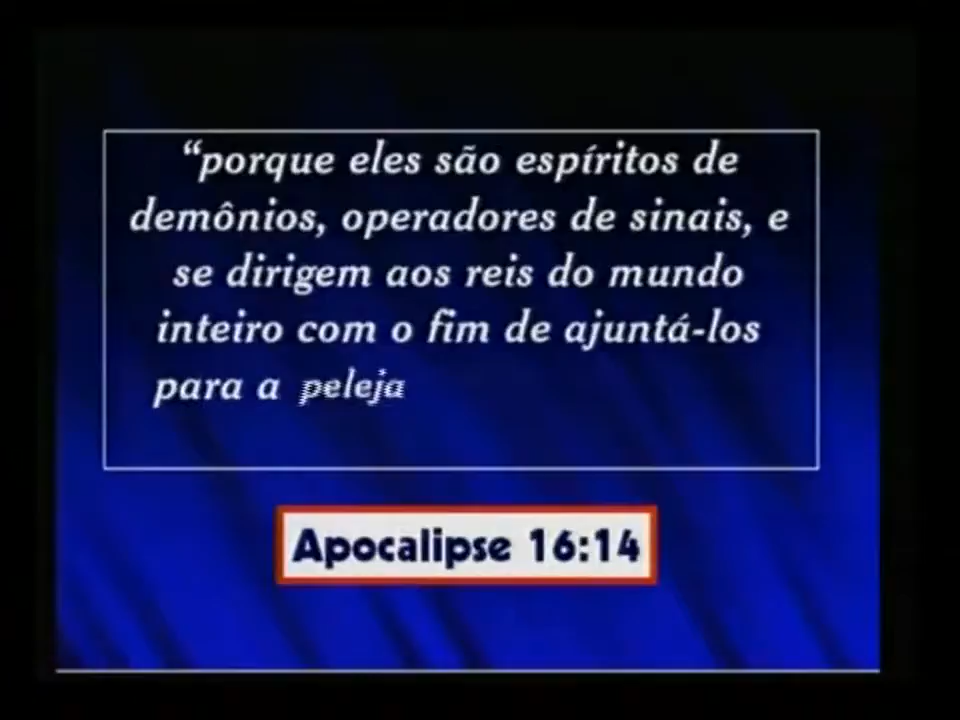 “porque eles são espíritos de
demônios, operadores de sinais, e
se dirigem aos reis do mundo
inteiro com o fim de ajuntá-los
para a peleja
Apocalipse 16:14